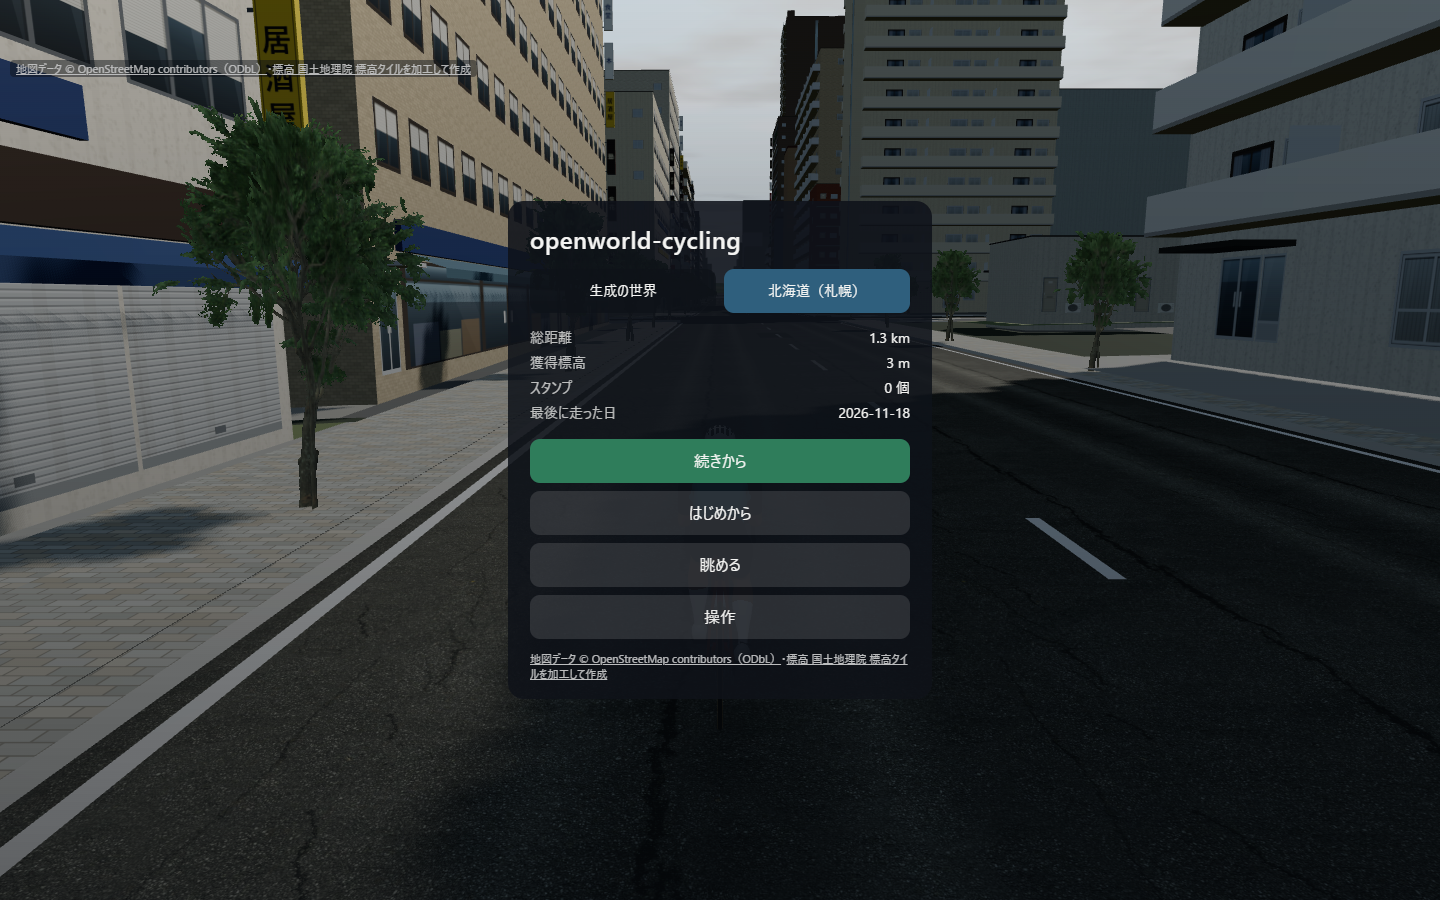 居酒屋
地図データ © OpenStreetMap contributors（ODbL）・標高 国土地理院 標高タイルを加工して作成
openworld-cycling
生成の世界
北海道（札幌）
総距離 1.3 km
獲得標高 3 m
スタンプ 0 個
最後に走った日 2026-11-18
続きから
はじめから
眺める
操作
地図データ © OpenStreetMap contributors（ODbL）・標高 国土地理院 標高タイ
ルを加工して作成